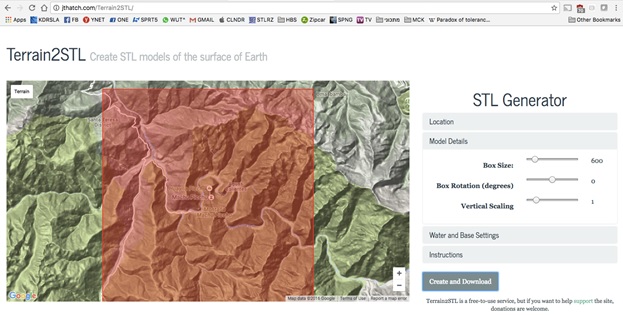 jthatch.com/Terrain2STL/
Apps KDRSLA YNET ONE SPRTS WUT* GMAIL CLNDR STLRZ HBS Zipcar SPNG TV MCK Paradox of toleranc... Other Bookmarks
Terrain2STL Create STL models of the surface of Earth
Terrain
STL Generator
Location
Model Details
Box Size: 600
Box Rotation (degrees) 0
Vertical Scaling 1
Water and Base Settings
Instructions
+
−
Google
Map data ©2016 Google Terms of Use Report a map error
Create and Download
Terrain2STL is a free-to-use service, but if you want to help support the site,
donations are welcome.